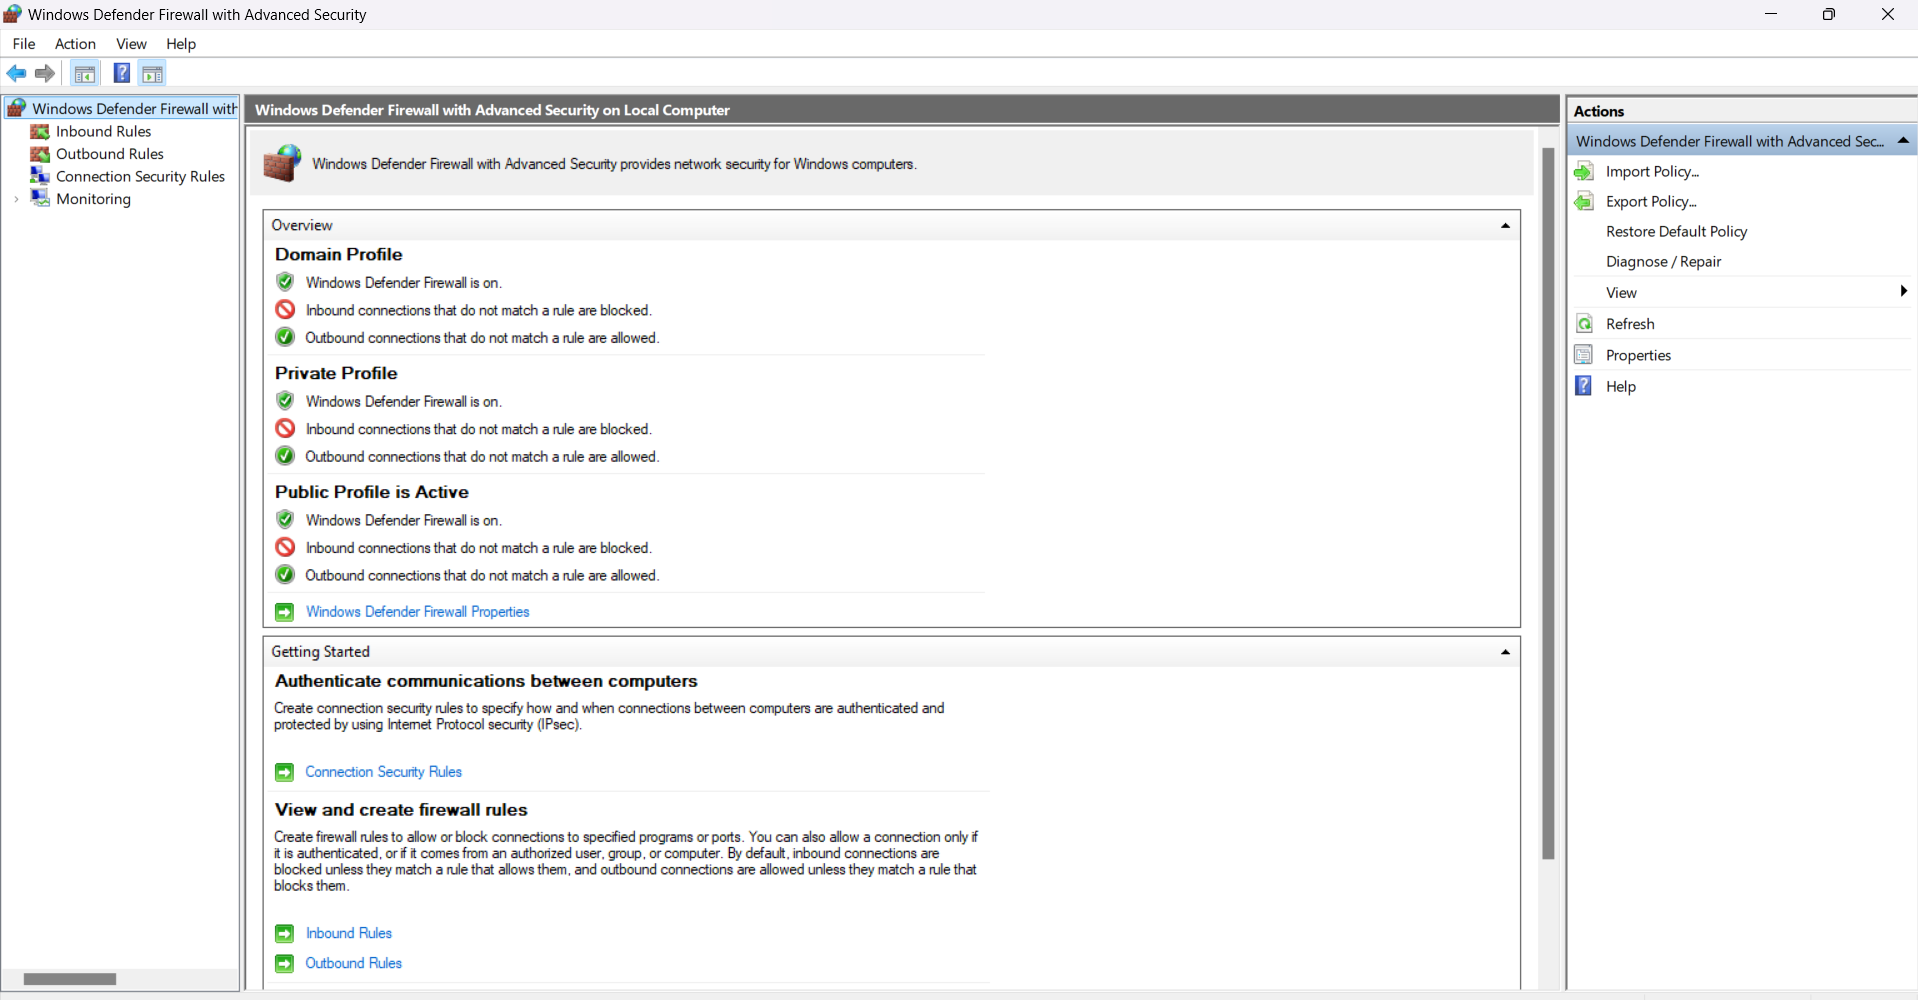 Windows Defender Firewall with Advanced Security
File Action View Help
Windows Defender Firewall with
Inbound Rules
Outbound Rules
Connection Security Rules
Monitoring
Windows Defender Firewall with Advanced Security on Local Computer
Windows Defender Firewall with Advanced Security provides network security for Windows computers.
Overview
Domain Profile
Windows Defender Firewall is on.
Inbound connections that do not match a rule are blocked.
Outbound connections that do not match a rule are allowed.
Private Profile
Windows Defender Firewall is on.
Inbound connections that do not match a rule are blocked.
Outbound connections that do not match a rule are allowed.
Public Profile is Active
Windows Defender Firewall is on.
Inbound connections that do not match a rule are blocked.
Outbound connections that do not match a rule are allowed.
Windows Defender Firewall Properties
Getting Started
Authenticate communications between computers
Create connection security rules to specify how and when connections between computers are authenticated and
protected by using Internet Protocol security (IPsec).
Connection Security Rules
View and create firewall rules
Create firewall rules to allow or block connections to specified programs or ports. You can also allow a connection only if
it is authenticated, or if it comes from an authorized user, group, or computer. By default, inbound connections are
blocked unless they match a rule that allows them, and outbound connections are allowed unless they match a rule that
blocks them.
Inbound Rules
Outbound Rules
Actions
Windows Defender Firewall with Advanced Sec...
Import Policy...
Export Policy...
Restore Default Policy
Diagnose / Repair
View
Refresh
Properties
Help